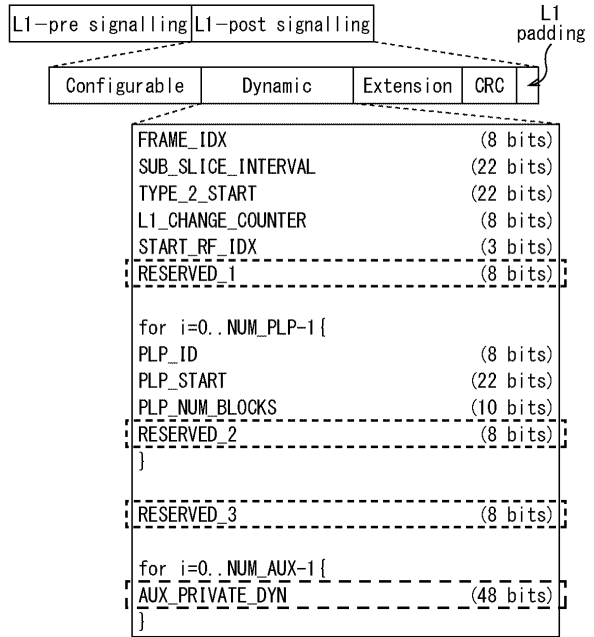 L1-pre signalling L1-post signalling
L1
padding
Configurable Dynamic Extension CRC
FRAME_IDX (8 bits)
SUB_SLICE_INTERVAL (22 bits)
TYPE_2_START (22 bits)
L1_CHANGE_COUNTER (8 bits)
START_RF_IDX (3 bits)
RESERVED_1 (8 bits)
for i=0..NUM_PLP-1{
PLP_ID (8 bits)
PLP_START (22 bits)
PLP_NUM_BLOCKS (10 bits)
RESERVED_2 (8 bits)
}
RESERVED_3 (8 bits)
for i=0..NUM_AUX-1{
AUX_PRIVATE_DYN (48 bits)
}